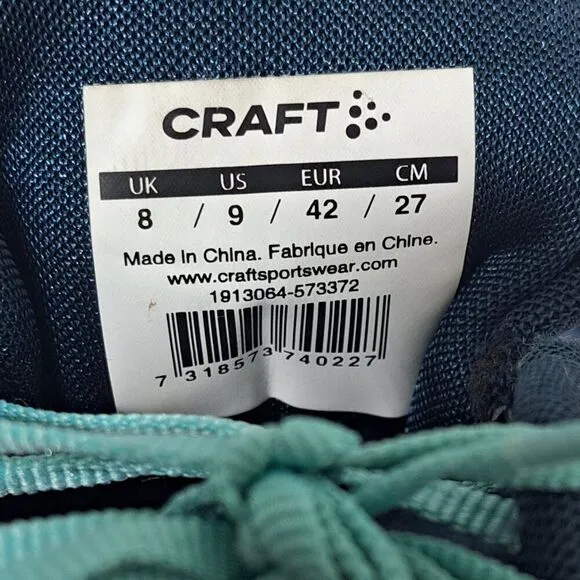 CRAFT
UK US EUR CM
8 / 9 / 42 / 27
Made in China. Fabrique en Chine.
www.craftsportswear.com
1913064-573372
7 318573 740227